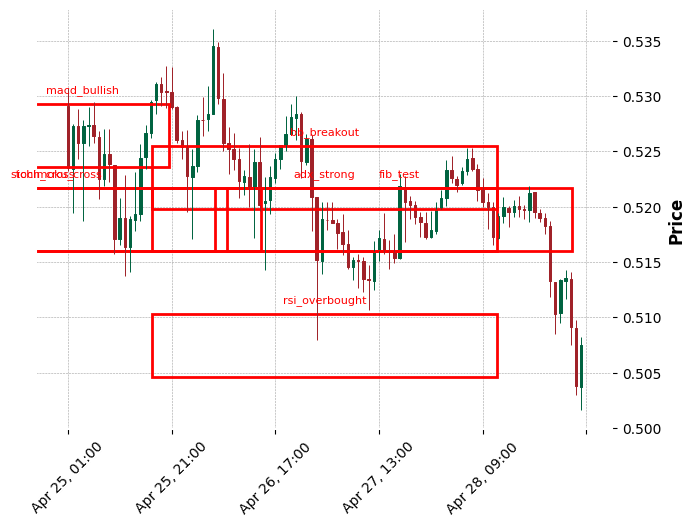 macd_bullish
bb_breakout
adx_strong
fib_test
rsi_overbought
0.535
0.530
0.525
0.520
0.515
0.510
0.505
0.500
Price
Apr 25, 01:00
Apr 25, 21:00
Apr 26, 17:00
Apr 27, 13:00
Apr 28, 09:00